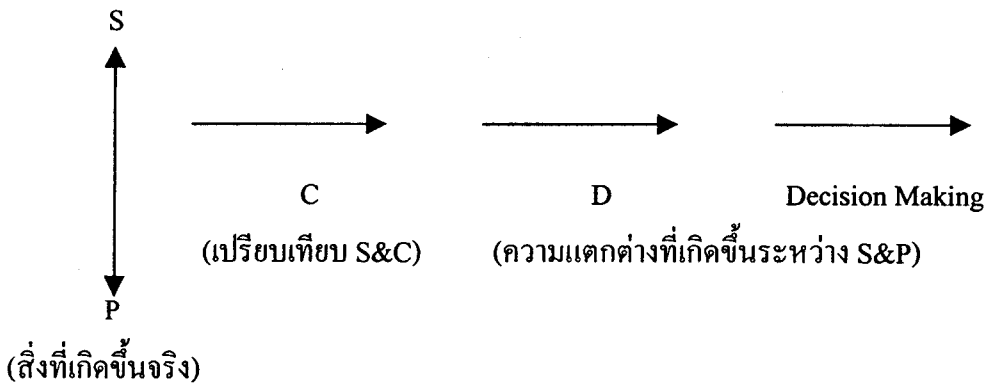 S
C
D
Decision Making
(เปรียบเทียบ S&C)
(ความแตกต่างที่เกิดขึ้นระหว่าง S&P)
P
(สิ่งที่เกิดขึ้นจริง)